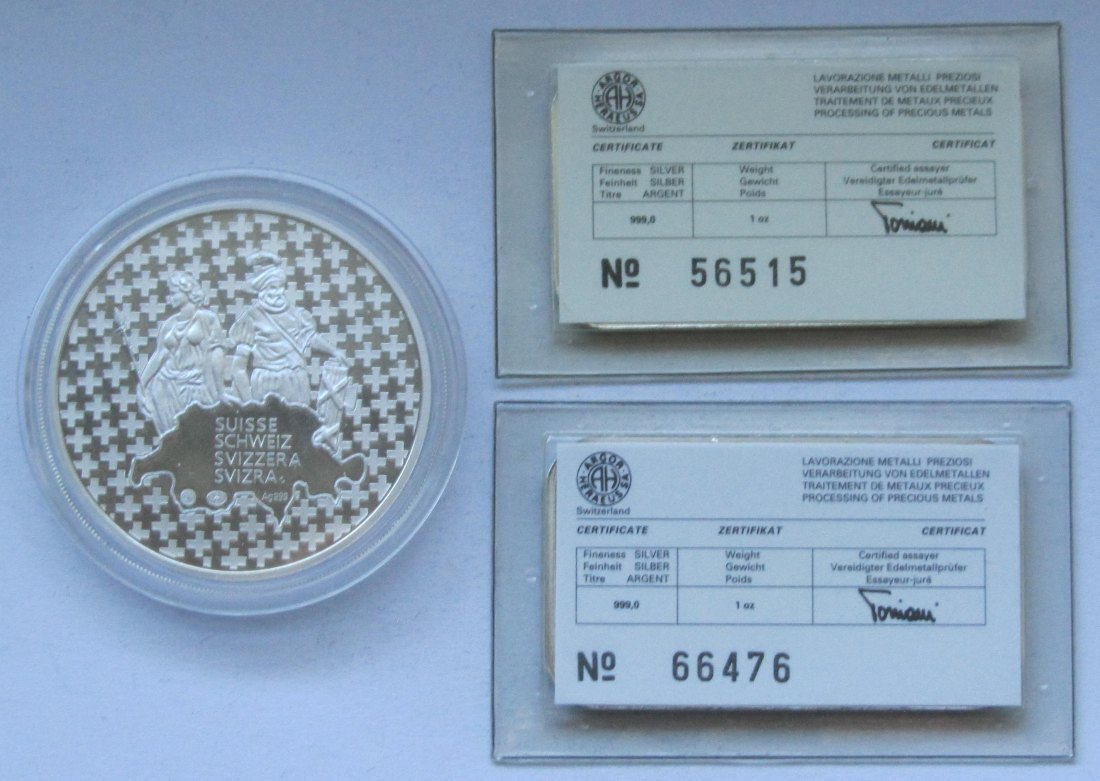 SUISSE
SCHWEIZ
SVIZZERA
SVIZRA
Ag999
ARGOR
HERAEUS SA
AH
Switzerland
LAVORAZIONE METALLI PREZIOSI
VERARBEITUNG VON EDELMETALLEN
TRAITEMENT DE METAUX PRECIEUX
PROCESSING OF PRECIOUS METALS
CERTIFICATE ZERTIFIKAT CERTIFICAT
Fineness SILVER Weight Certified assayer
Feinheit SILBER Gewicht Vereidigter Edelmetallprüfer
Titre ARGENT Poids Essayeur-juré
999,0 1 oz
Nº 56515
ARGOR
HERAEUS SA
AH
Switzerland
LAVORAZIONE METALLI PREZIOSI
VERARBEITUNG VON EDELMETALLEN
TRAITEMENT DE METAUX PRECIEUX
PROCESSING OF PRECIOUS METALS
CERTIFICATE ZERTIFIKAT CERTIFICAT
Fineness SILVER Weight Certified assayer
Feinheit SILBER Gewicht Vereidigter Edelmetallprüfer
Titre ARGENT Poids Essayeur-juré
999,0 1 oz
Nº 66476